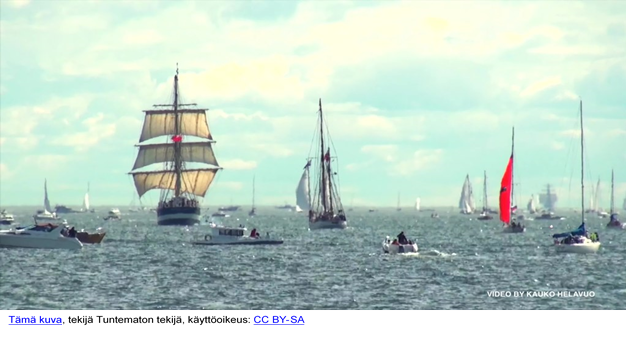 VIDEO BY KAUKO HELAVUO
Tämä kuva, tekijä Tuntematon tekijä, käyttöoikeus: CC BY-SA